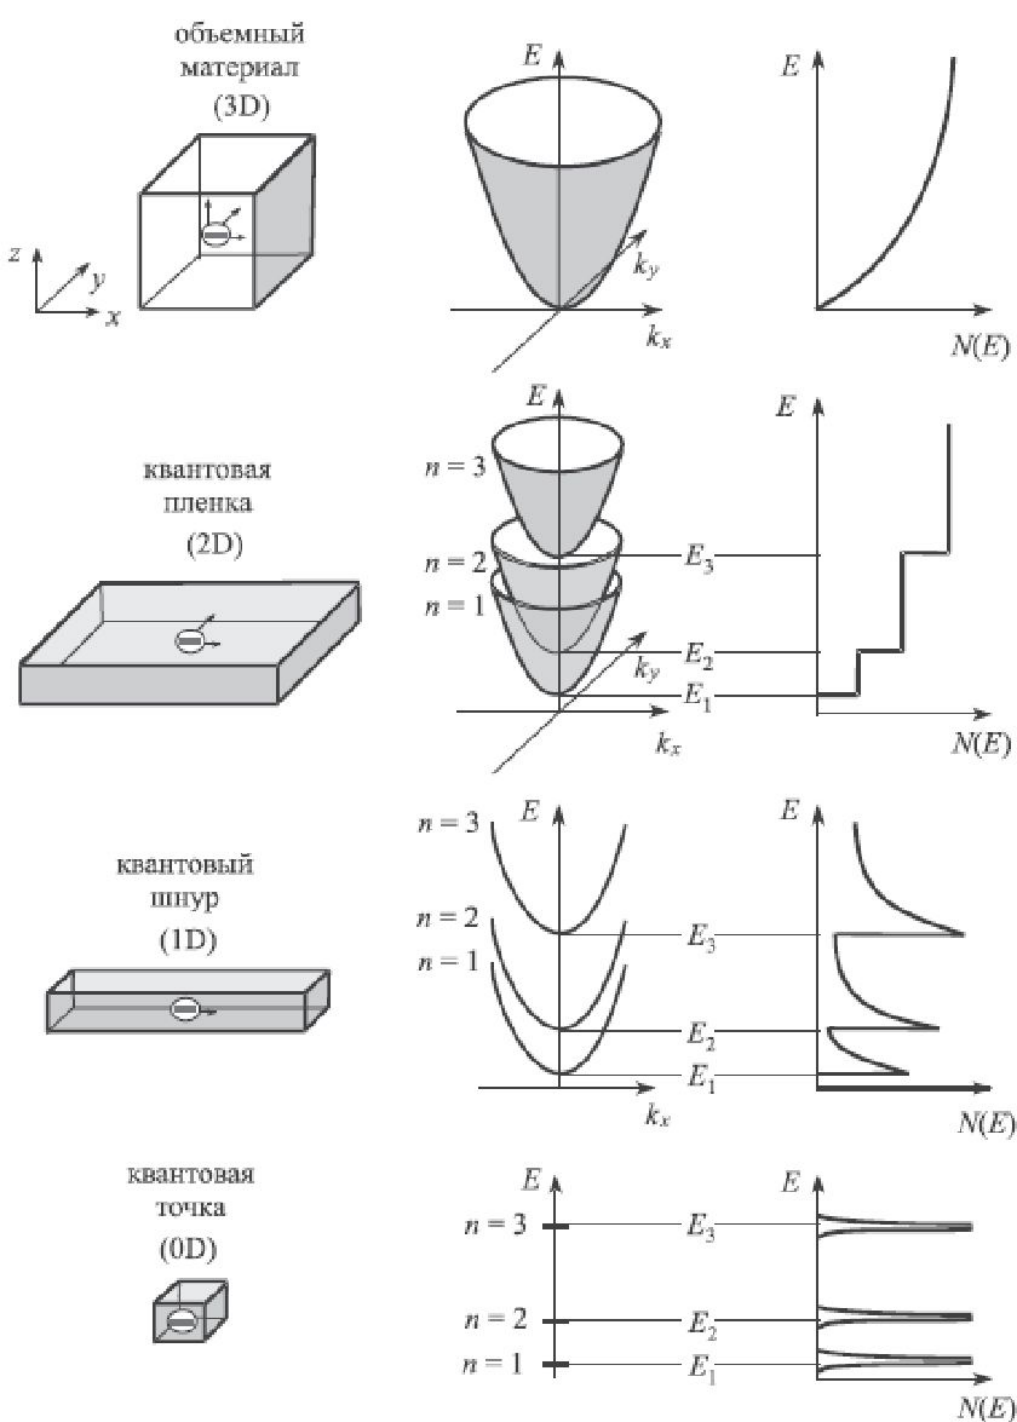 объемный
материал
(3D)
z
y
x
E
k_y
k_x
E
N(E)
квантовая
пленка
(2D)
E
n = 3
n = 2
n = 1
k_y
k_x
E_3
E_2
E_1
E
N(E)
квантовый
шнур
(1D)
E
n = 3
n = 2
n = 1
k_x
E_3
E_2
E_1
E
N(E)
квантовая
точка
(0D)
E
n = 3
n = 2
n = 1
E_3
E_2
E_1
E
N(E)